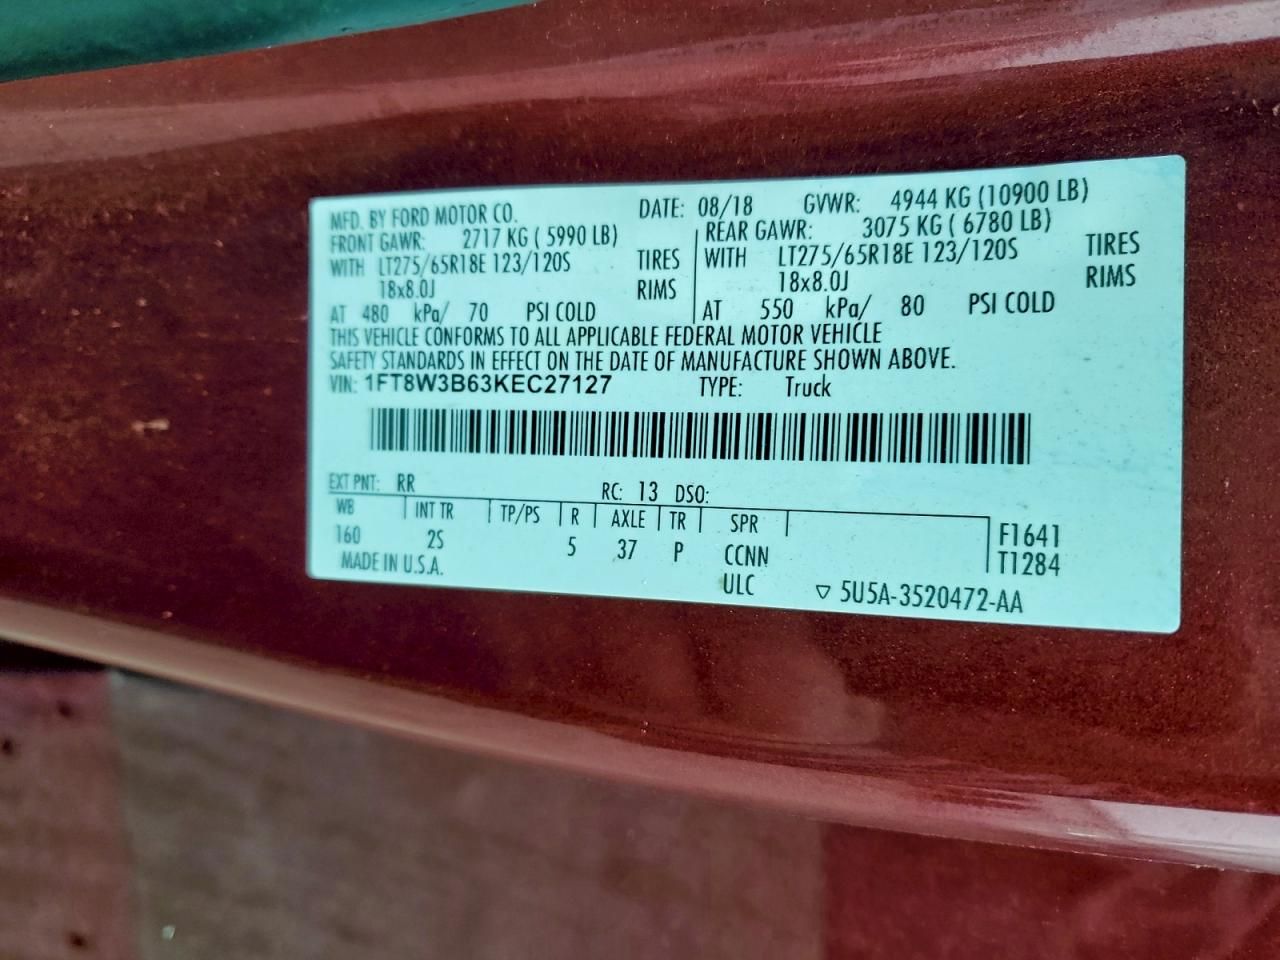 MFD. BY FORD MOTOR CO. DATE: 08/18 GVWR: 4944 KG (10900 LB)
FRONT GAWR: 2717 KG ( 5990 LB) REAR GAWR: 3075 KG ( 6780 LB)
WITH LT275/65R18E 123/120S TIRES WITH LT275/65R18E 123/120S TIRES
18x8.0J RIMS 18x8.0J RIMS
AT 480 kPa/ 70 PSI COLD AT 550 kPa/ 80 PSI COLD
THIS VEHICLE CONFORMS TO ALL APPLICABLE FEDERAL MOTOR VEHICLE
SAFETY STANDARDS IN EFFECT ON THE DATE OF MANUFACTURE SHOWN ABOVE.
VIN: 1FT8W3B63KEC27127 TYPE: Truck
EXT PNT: RR RC: 13 DSO:
WB INT TR TP/PS R AXLE TR SPR F1641
160 2S 5 37 P CCNN T1284
MADE IN U.S.A. ULC ▽ 5U5A-3520472-AA